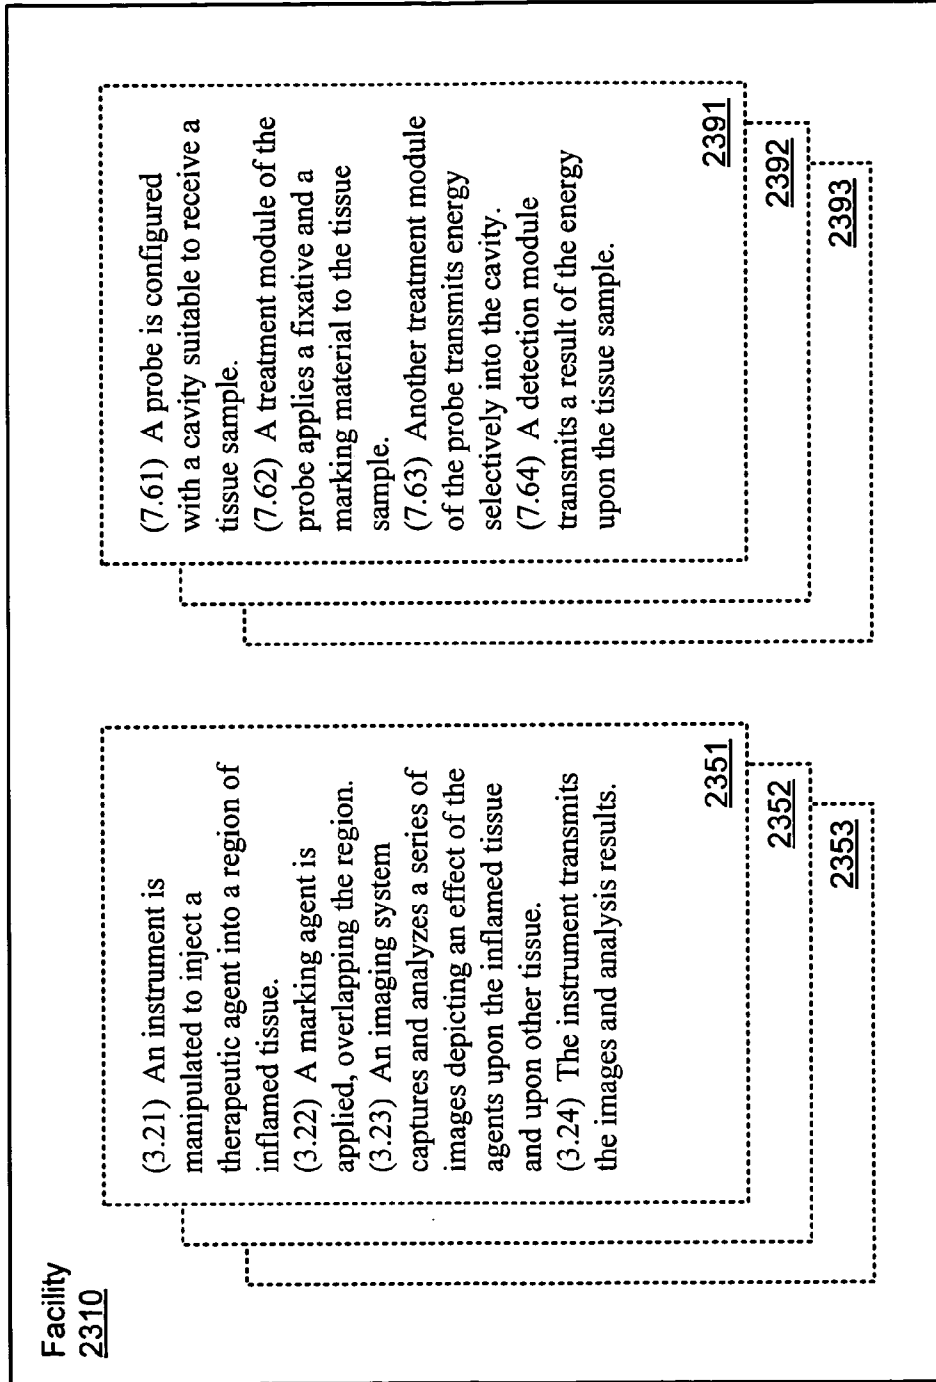 Facility
2310
(3.21) An instrument is
manipulated to inject a
therapeutic agent into a region of
inflamed tissue.
(3.22) A marking agent is
applied, overlapping the region.
(3.23) An imaging system
captures and analyzes a series of
images depicting an effect of the
agents upon the inflamed tissue
and upon other tissue.
(3.24) The instrument transmits
the images and analysis results.
2351
2352
2353
(7.61) A probe is configured
with a cavity suitable to receive a
tissue sample.
(7.62) A treatment module of the
probe applies a fixative and a
marking material to the tissue
sample.
(7.63) Another treatment module
of the probe transmits energy
selectively into the cavity.
(7.64) A detection module
transmits a result of the energy
upon the tissue sample.
2391
2392
2393